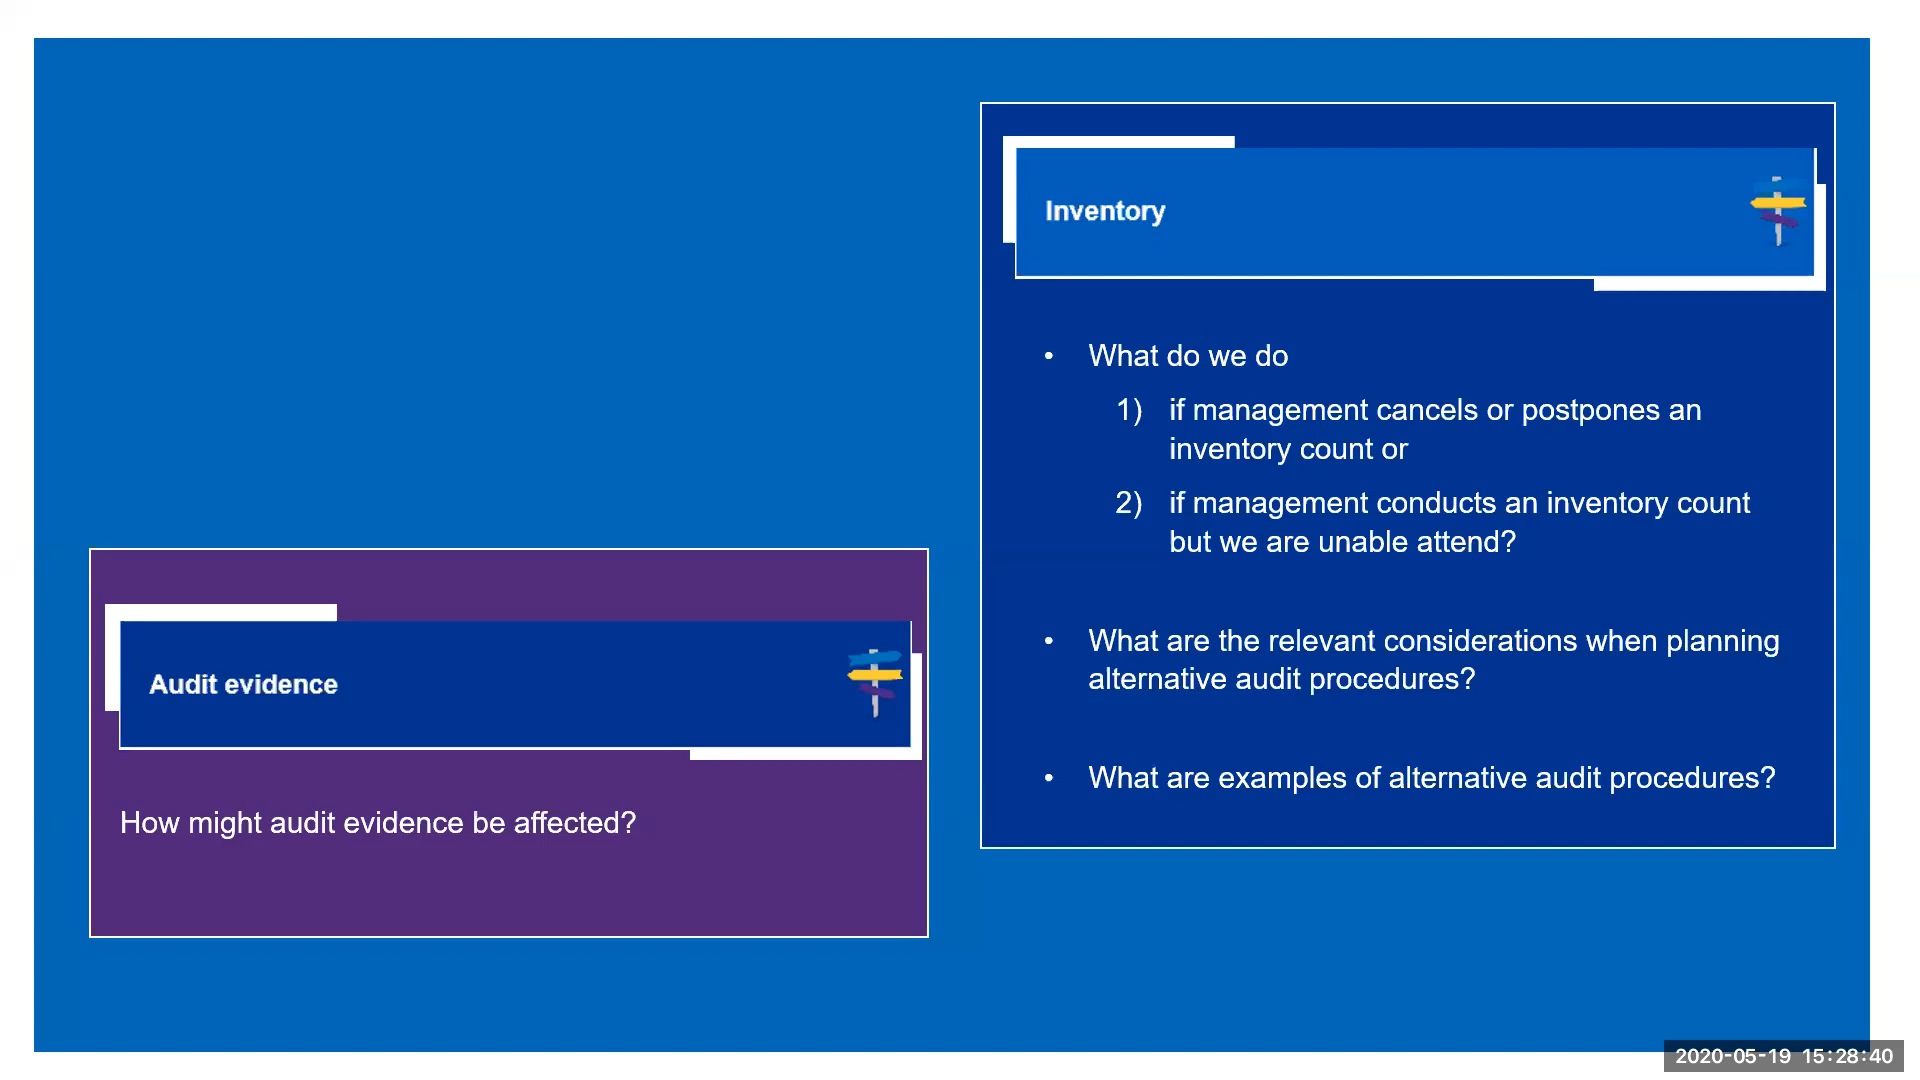 Audit evidence
How might audit evidence be affected?
Inventory
• What do we do
1) if management cancels or postpones an
inventory count or
2) if management conducts an inventory count
but we are unable attend?
• What are the relevant considerations when planning
alternative audit procedures?
• What are examples of alternative audit procedures?
2020-05-19 15:28:40